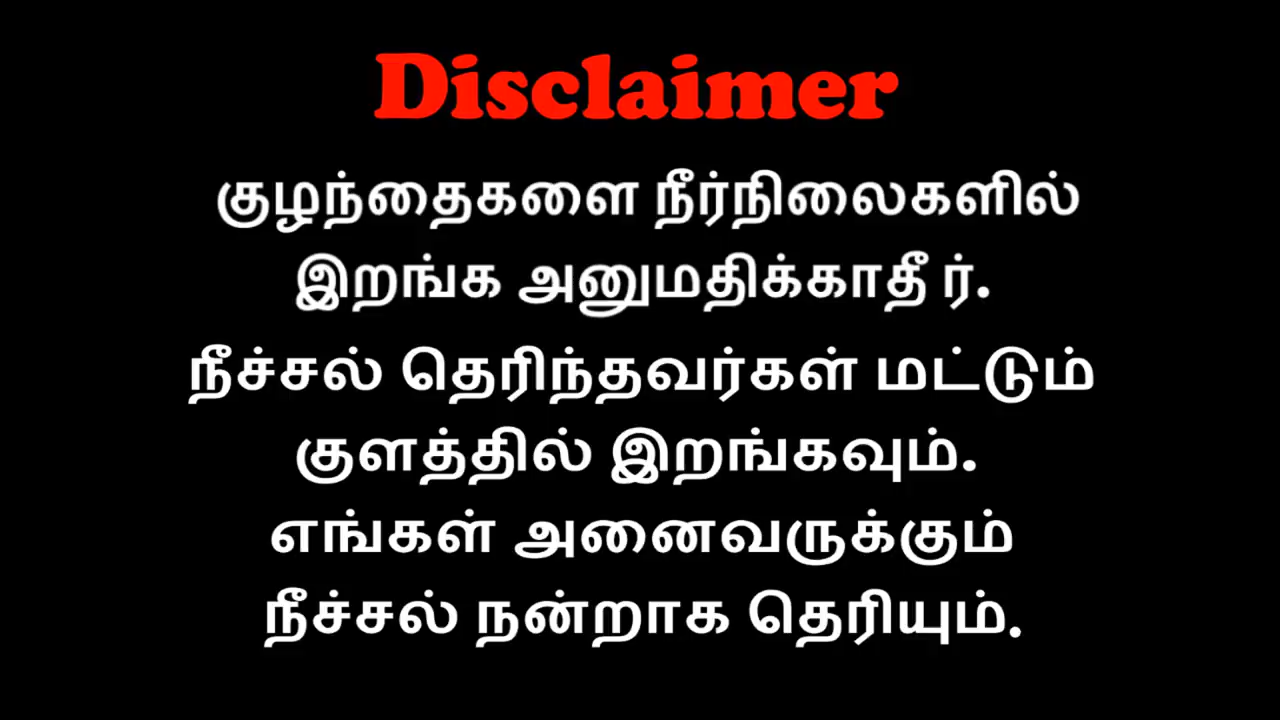 Disclaimer
குழந்தைகளை நீர்நிலைகளில்
இறங்க அனுமதிக்காதீ ர்.
நீச்சல் தெரிந்தவர்கள் மட்டும்
குளத்தில் இறங்கவும்.
எங்கள் அனைவருக்கும்
நீச்சல் நன்றாக தெரியும்.